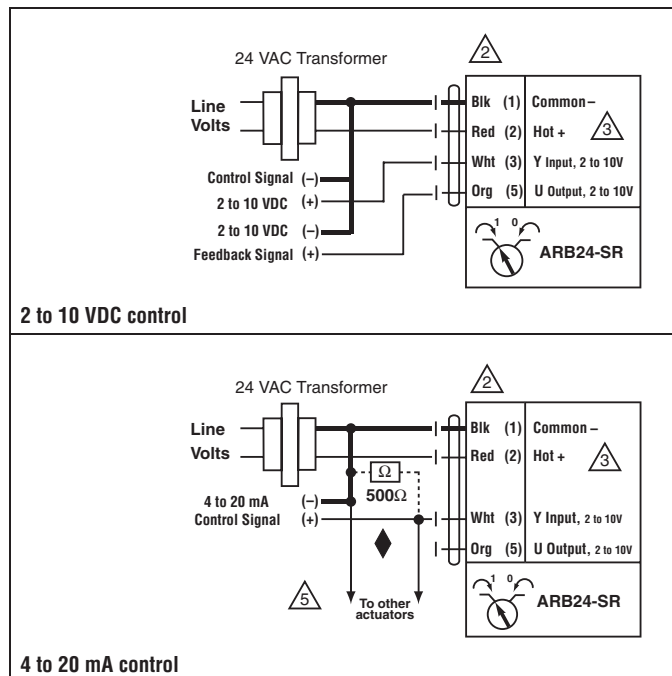 24 VAC Transformer
2
Line
Volts
Blk (1) Common –
Red (2) Hot +
3
Wht (3) Y Input, 2 to 10V
Org (5) U Output, 2 to 10V
Control Signal (–)
2 to 10 VDC (+)
2 to 10 VDC (–)
Feedback Signal (+)
1 0
ARB24-SR
2 to 10 VDC control
24 VAC Transformer
2
Line
Volts
Blk (1) Common –
Red (2) Hot +
3
Ω
500Ω
4 to 20 mA (–)
Control Signal (+)
Wht (3) Y Input, 2 to 10V
Org (5) U Output, 2 to 10V
5
To other
actuators
1 0
ARB24-SR
4 to 20 mA control